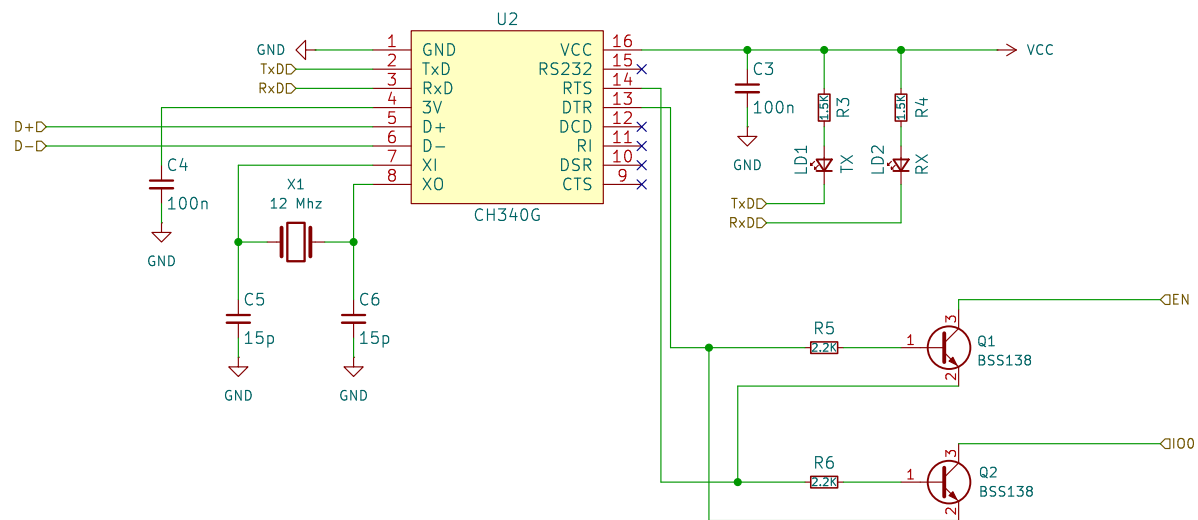 U2
GND
TxD
RxD
1
2
3
4
5
6
7
8
GND
TxD
RxD
3V
D+
D-
XI
XO
VCC
RS232
RTS
DTR
DCD
RI
DSR
CTS
16
15
14
13
12
11
10
9
CH340G
D+
D-
C4
100n
GND
X1
12 Mhz
C5
15p
GND
C6
15p
GND
VCC
C3
100n
GND
1.5K
R3
1.5K
R4
LD1
TX
LD2
RX
TxD
RxD
EN
R5
2.2K
1
3
2
Q1
BSS138
IO0
R6
2.2K
1
3
2
Q2
BSS138